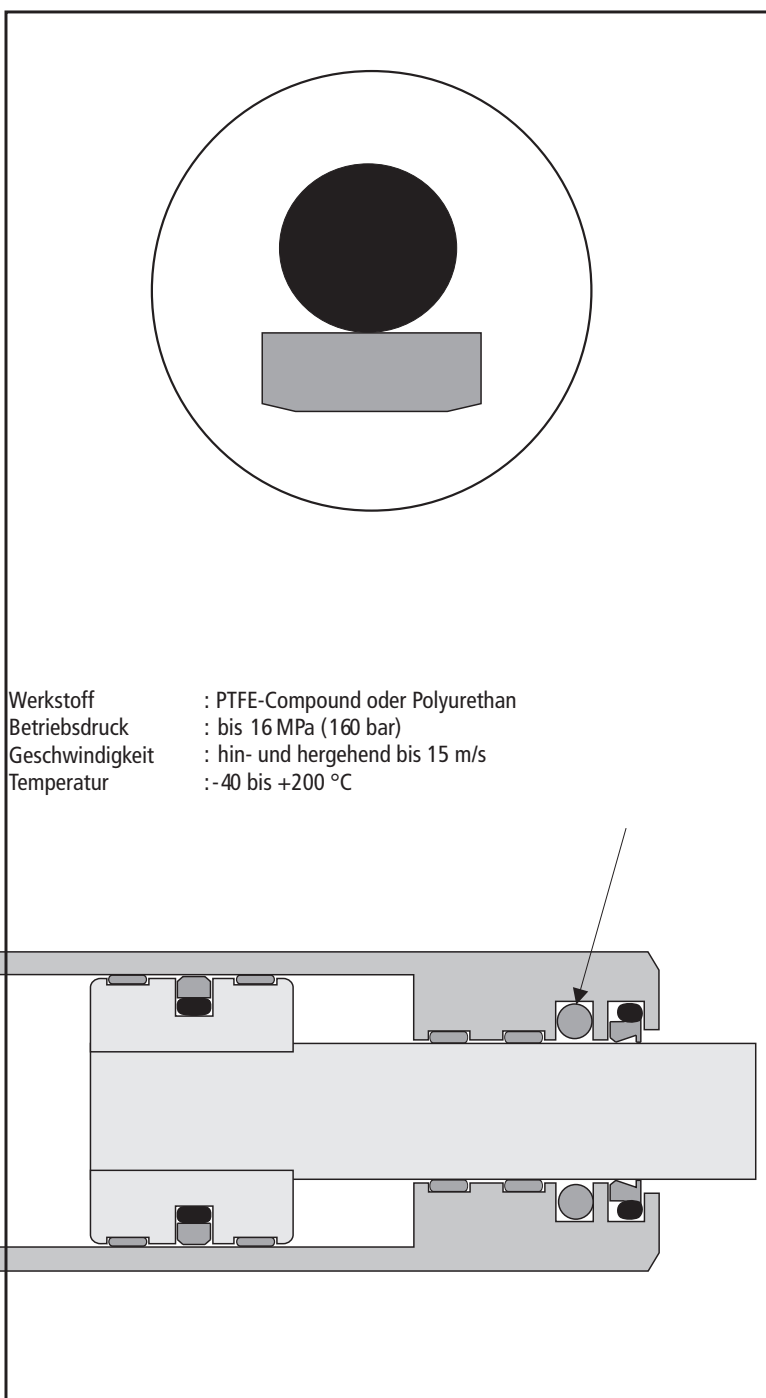 Werkstoff : PTFE-Compound oder Polyurethan
Betriebsdruck : bis 16 MPa (160 bar)
Geschwindigkeit : hin- und hergehend bis 15 m/s
Temperatur :-40 bis +200 °C